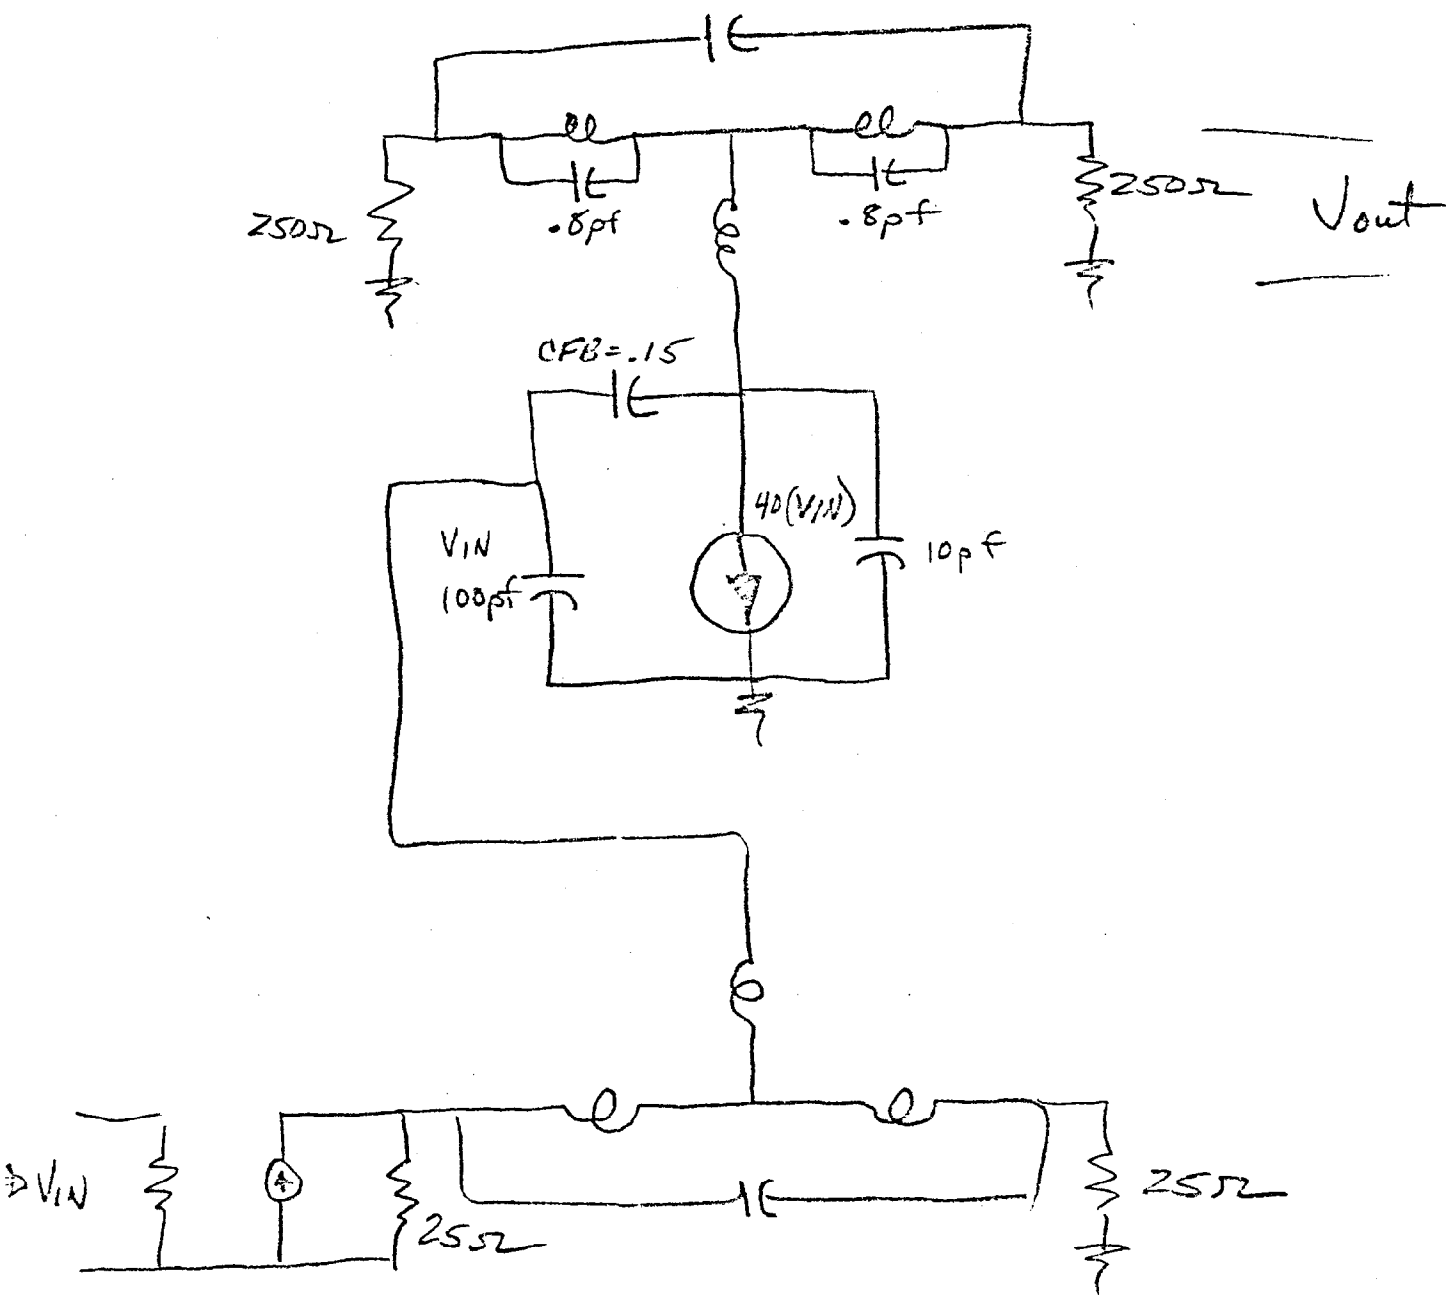 250Ω
.8pf
.8pf
250Ω
Vout
CFB=.15
40(VIN)
VIN
100pf
10pf
VIN
25Ω
25Ω